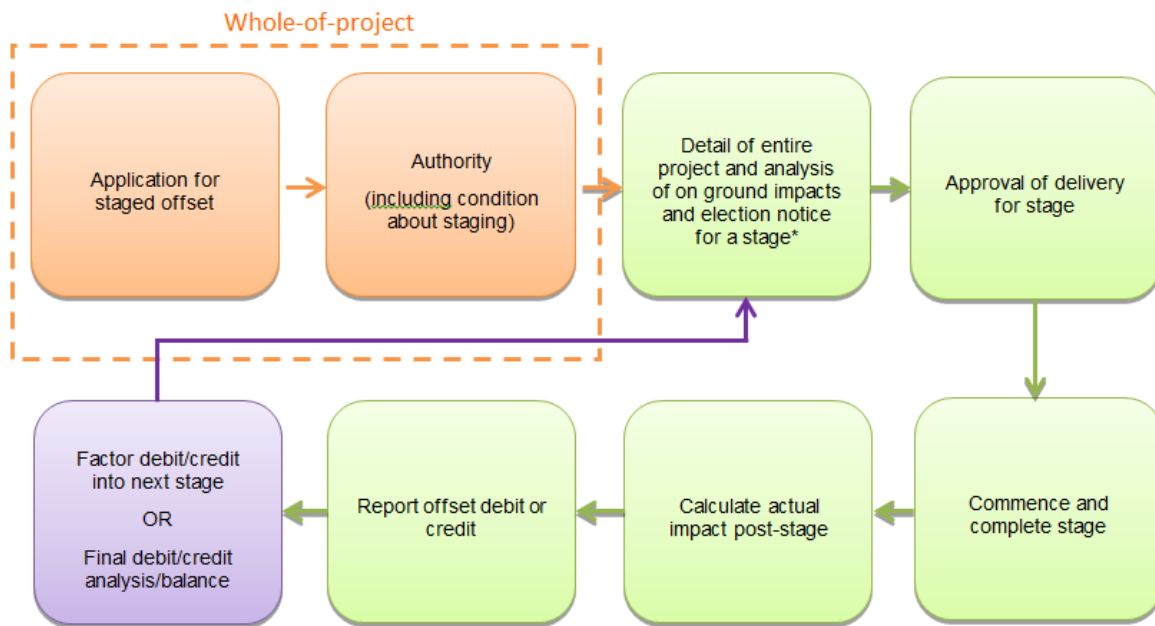 Whole-of-project
Application for
staged offset
Authority
(including condition
about staging)
Detail of entire
project and analysis
of on ground impacts
and election notice
for a stage*
Approval of delivery
for stage
Factor debit/credit
into next stage
OR
Final debit/credit
analysis/balance
Report offset debit or
credit
Calculate actual
impact post-stage
Commence and
complete stage